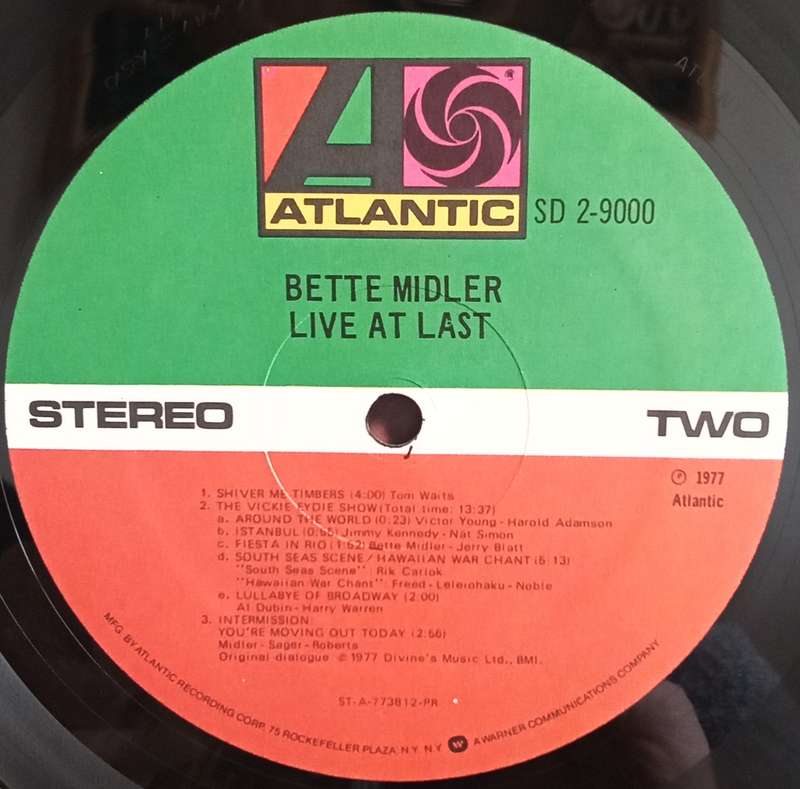 ATLANTIC
SD 2-9000
BETTE MIDLER
LIVE AT LAST
STEREO
TWO
℗ 1977
Atlantic
1. SHIVER ME TIMBERS (4:00) Tom Waits
2. THE VICKIE EYDIE SHOW (Total time: 13:37)
a. AROUND THE WORLD (0:23) Victor Young - Harold Adamson
b. ISTANBUL (0:55) Jimmy Kennedy - Nat Simon
c. FIESTA IN RIO (1:52) Bette Midler - Jerry Blatt
d. SOUTH SEAS SCENE / HAWAIIAN WAR CHANT (5:13)
"South Seas Scene" : Rik Carlok
"Hawaiian War Chant": Freed - Leleiohaku - Noble
e. LULLABYE OF BROADWAY (2:00)
Al Dubin - Harry Warren
3. INTERMISSION:
YOU'RE MOVING OUT TODAY (2:56)
Midler - Sager - Roberts
Original dialogue © 1977 Divine's Music Ltd., BMI.
ST-A-773812-PR
MFG. BY ATLANTIC RECORDING CORP. 75 ROCKEFELLER PLAZA, N.Y. N.Y. A WARNER COMMUNICATIONS COMPANY